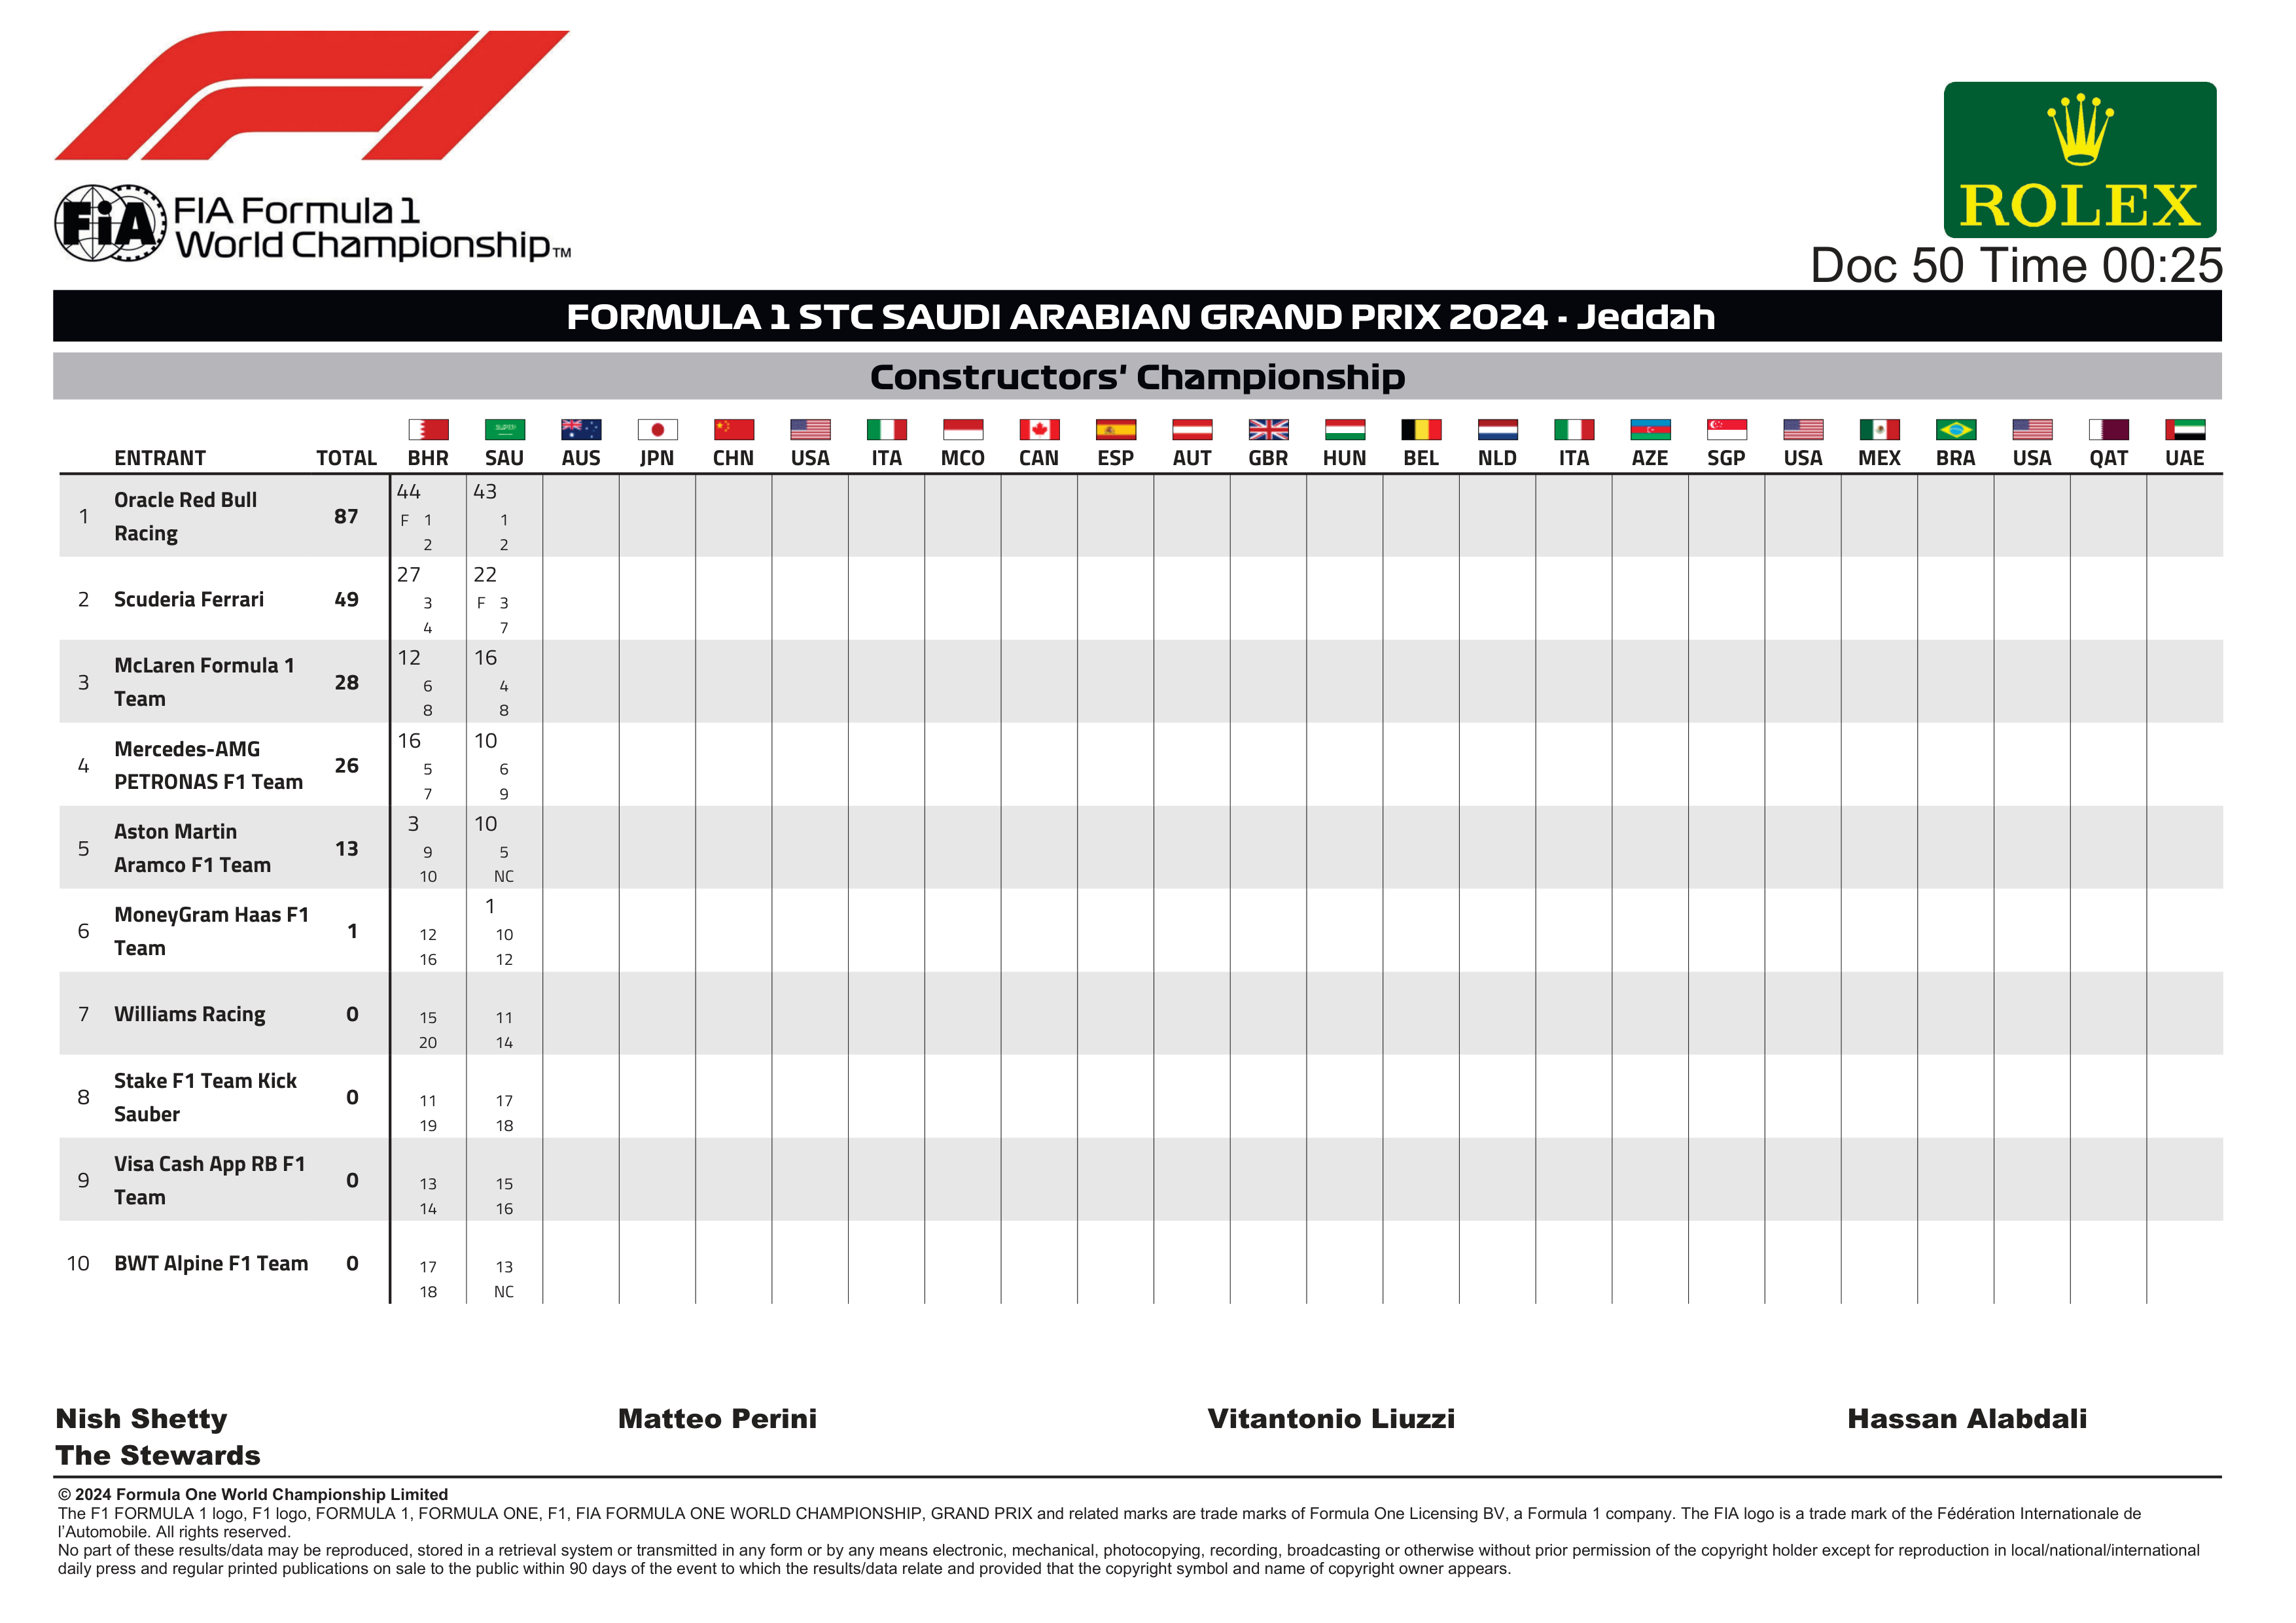 FIA Formula 1
World Championship™
ROLEX
Doc 50 Time 00:25
FORMULA 1 STC SAUDI ARABIAN GRAND PRIX 2024 - Jeddah
Constructors' Championship
ENTRANT TOTAL BHR SAU AUS JPN CHN USA ITA MCO CAN ESP AUT GBR HUN BEL NLD ITA AZE SGP USA MEX BRA USA QAT UAE
44 43
1 Oracle Red Bull Racing 87
F 1 1
2 2
27 22
2 Scuderia Ferrari 49
3 F 3
4 7
12 16
3 McLaren Formula 1 Team 28
6 4
8 8
16 10
4 Mercedes-AMG PETRONAS F1 Team 26
5 6
7 9
3 10
5 Aston Martin Aramco F1 Team 13
9 5
10 NC
1
6 MoneyGram Haas F1 Team 1
12 10
16 12
7 Williams Racing 0
15 11
20 14
8 Stake F1 Team Kick Sauber 0
11 17
19 18
9 Visa Cash App RB F1 Team 0
13 15
14 16
10 BWT Alpine F1 Team 0
17 13
18 NC
Nish Shetty Matteo Perini Vitantonio Liuzzi Hassan Alabdali
The Stewards
© 2024 Formula One World Championship Limited
The F1 FORMULA 1 logo, F1 logo, FORMULA 1, FORMULA ONE, F1, FIA FORMULA ONE WORLD CHAMPIONSHIP, GRAND PRIX and related marks are trade marks of Formula One Licensing BV, a Formula 1 company. The FIA logo is a trade mark of the Fédération Internationale de
l'Automobile. All rights reserved.
No part of these results/data may be reproduced, stored in a retrieval system or transmitted in any form or by any means electronic, mechanical, photocopying, recording, broadcasting or otherwise without prior permission of the copyright holder except for reproduction in local/national/international
daily press and regular printed publications on sale to the public within 90 days of the event to which the results/data relate and provided that the copyright symbol and name of copyright owner appears.